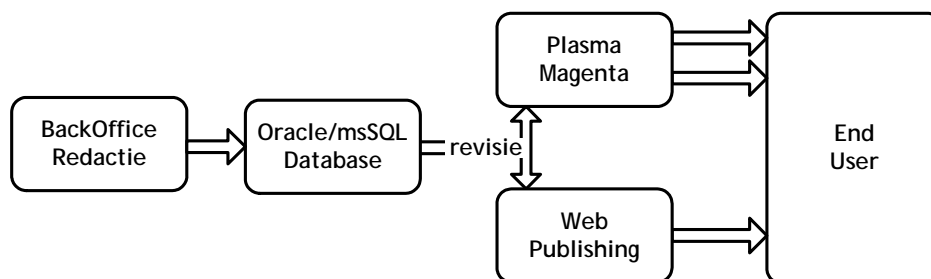 BackOffice
Redactie
Oracle/msSQL
Database
revisie
Plasma
Magenta
Web
Publishing
End
User